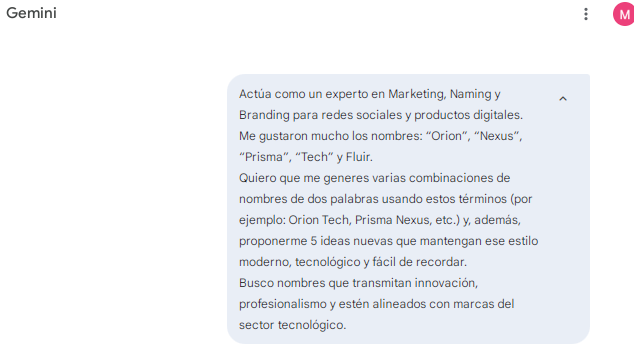 Gemini
M
Actúa como un experto en Marketing, Naming y
Branding para redes sociales y productos digitales.
Me gustaron mucho los nombres: “Orion”, “Nexus”,
“Prisma”, “Tech” y Fluir.
Quiero que me generes varias combinaciones de
nombres de dos palabras usando estos términos (por
ejemplo: Orion Tech, Prisma Nexus, etc.) y, además,
proponerme 5 ideas nuevas que mantengan ese estilo
moderno, tecnológico y fácil de recordar.
Busco nombres que transmitan innovación,
profesionalismo y estén alineados con marcas del
sector tecnológico.